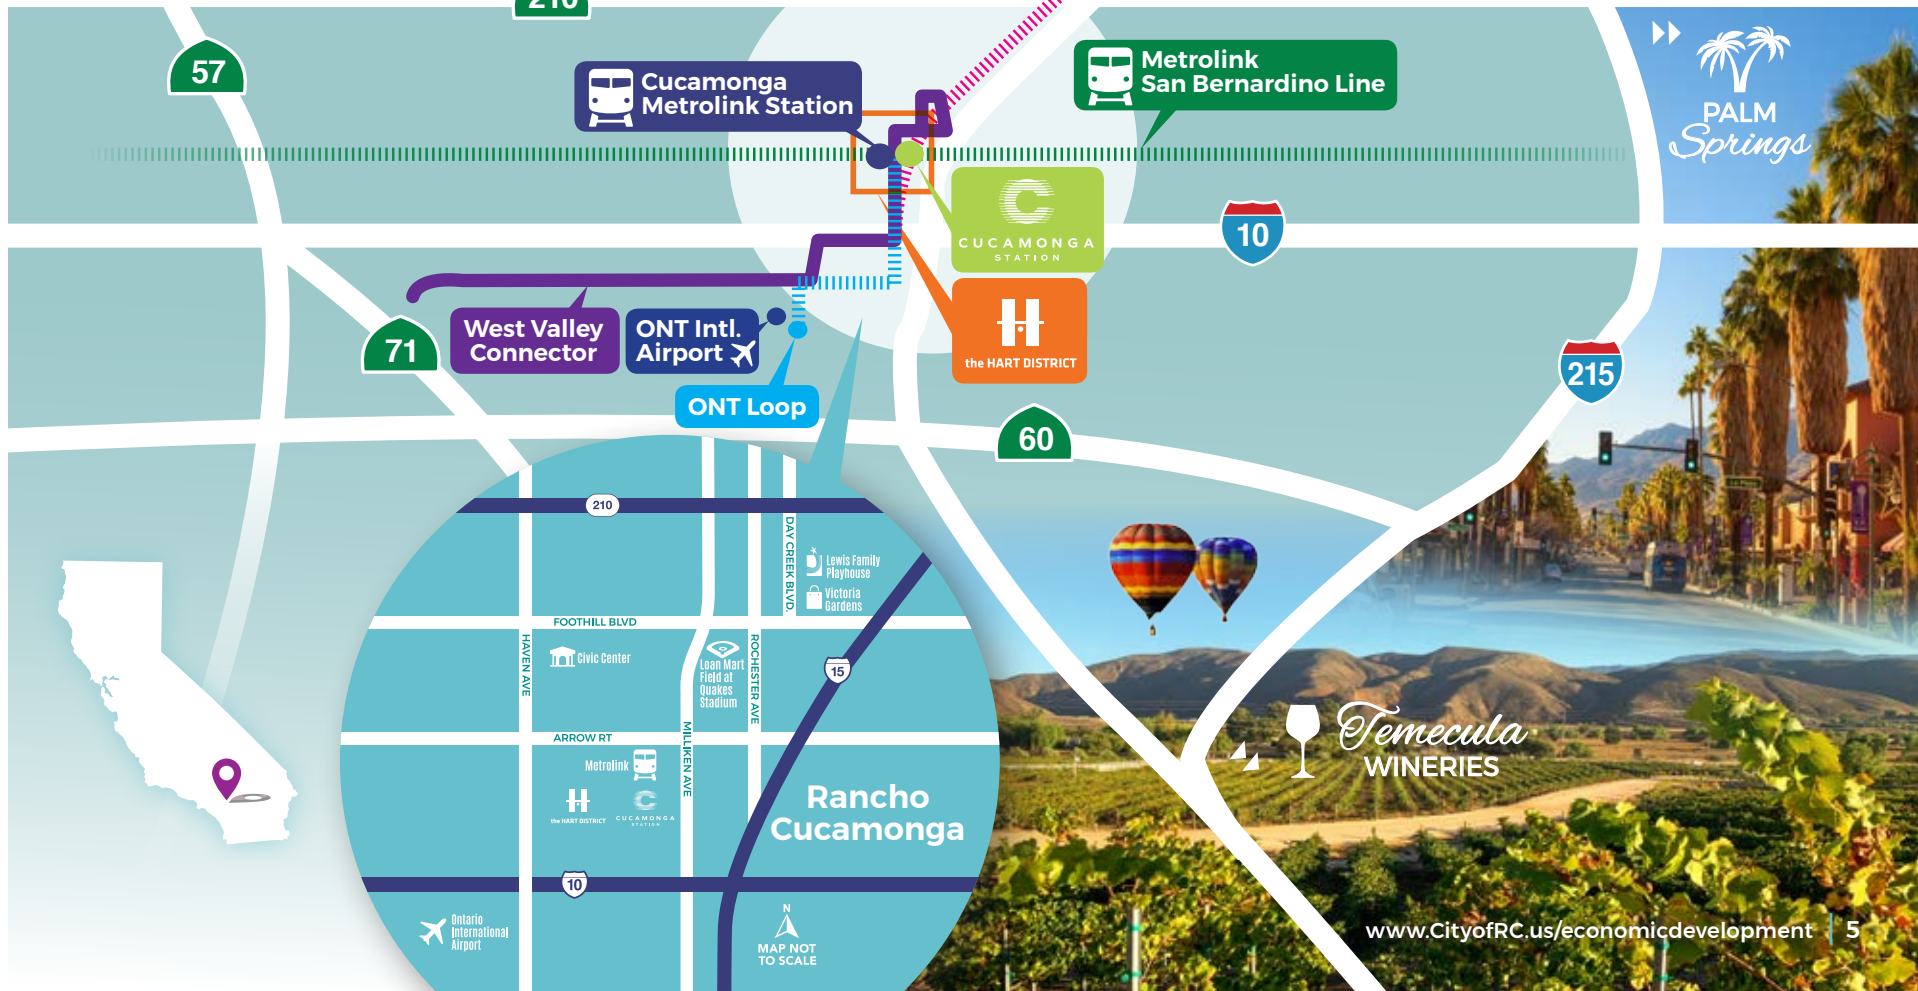 210
57
Cucamonga
Metrolink Station
Metrolink
San Bernardino Line
PALM
Springs
C
CUCAMONGA
STATION
10
H
the HART DISTRICT
West Valley
Connector
ONT Intl.
Airport
71
ONT Loop
215
60
210
DAY CREEK BLVD.
Lewis Family
Playhouse
Victoria
Gardens
FOOTHILL BLVD
HAVEN AVE
Civic Center
Loan Mart
Field at
Quakes
Stadium
ROCHESTER AVE
15
ARROW RT
MILLIKEN AVE
Metrolink
H
the HART DISTRICT
C
CUCAMONGA
STATION
Rancho
Cucamonga
10
Ontario
International
Airport
N
MAP NOT
TO SCALE
Temecula
WINERIES
www.CityofRC.us/economicdevelopment | 5